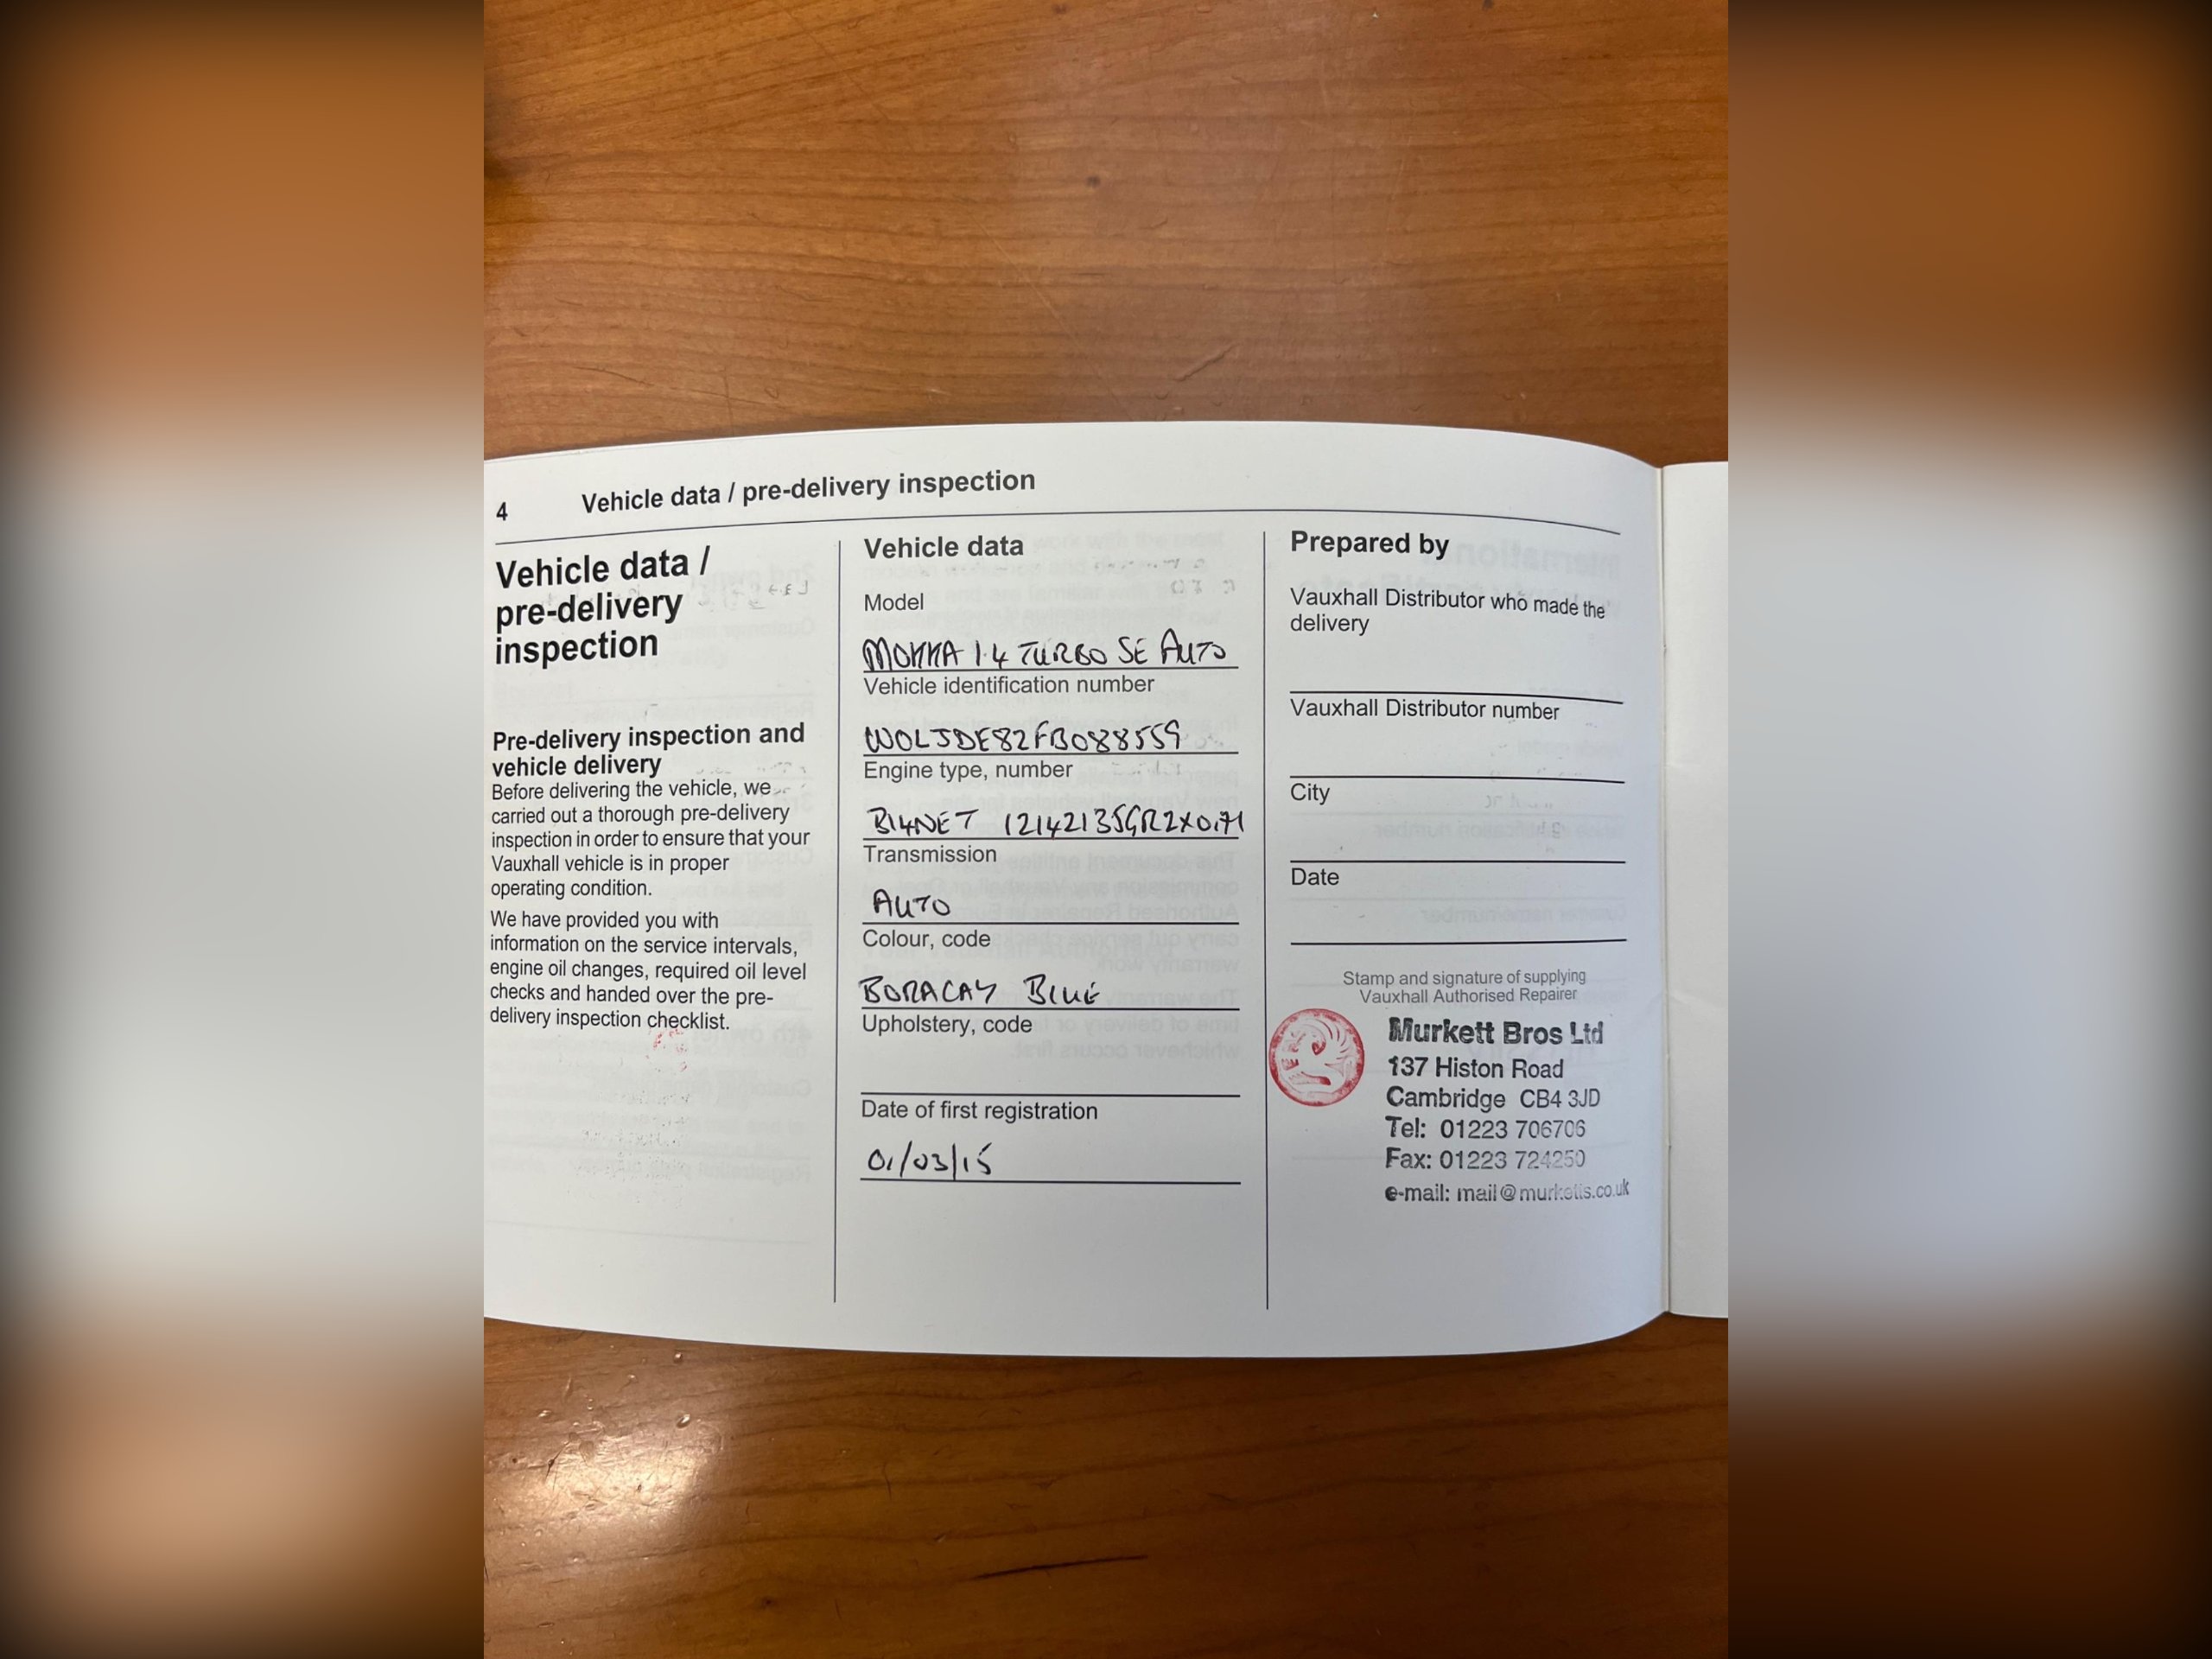 4 Vehicle data / pre-delivery inspection
Vehicle data /
pre-delivery
inspection
Pre-delivery inspection and
vehicle delivery
Before delivering the vehicle, we
carried out a thorough pre-delivery
inspection in order to ensure that your
Vauxhall vehicle is in proper
operating condition.
We have provided you with
information on the service intervals,
engine oil changes, required oil level
checks and handed over the pre-
delivery inspection checklist.
Vehicle data
Model
MOKKA 1.4 TURBO SE AUTO
Vehicle identification number
WOLJDE82FB088559
Engine type, number
B14NET
Transmission
AUTO
Colour, code
BORACAY BLUE
Upholstery, code
Date of first registration
01/03/15
Prepared by
Vauxhall Distributor who made the
delivery
Vauxhall Distributor number
City
Date
Stamp and signature of supplying
Vauxhall Authorised Repairer
Murkett Bros Ltd
137 Histon Road
Cambridge CB4 3JD
Tel: 01223 706706
Fax: 01223 724250
e-mail: mail@murketts.co.uk